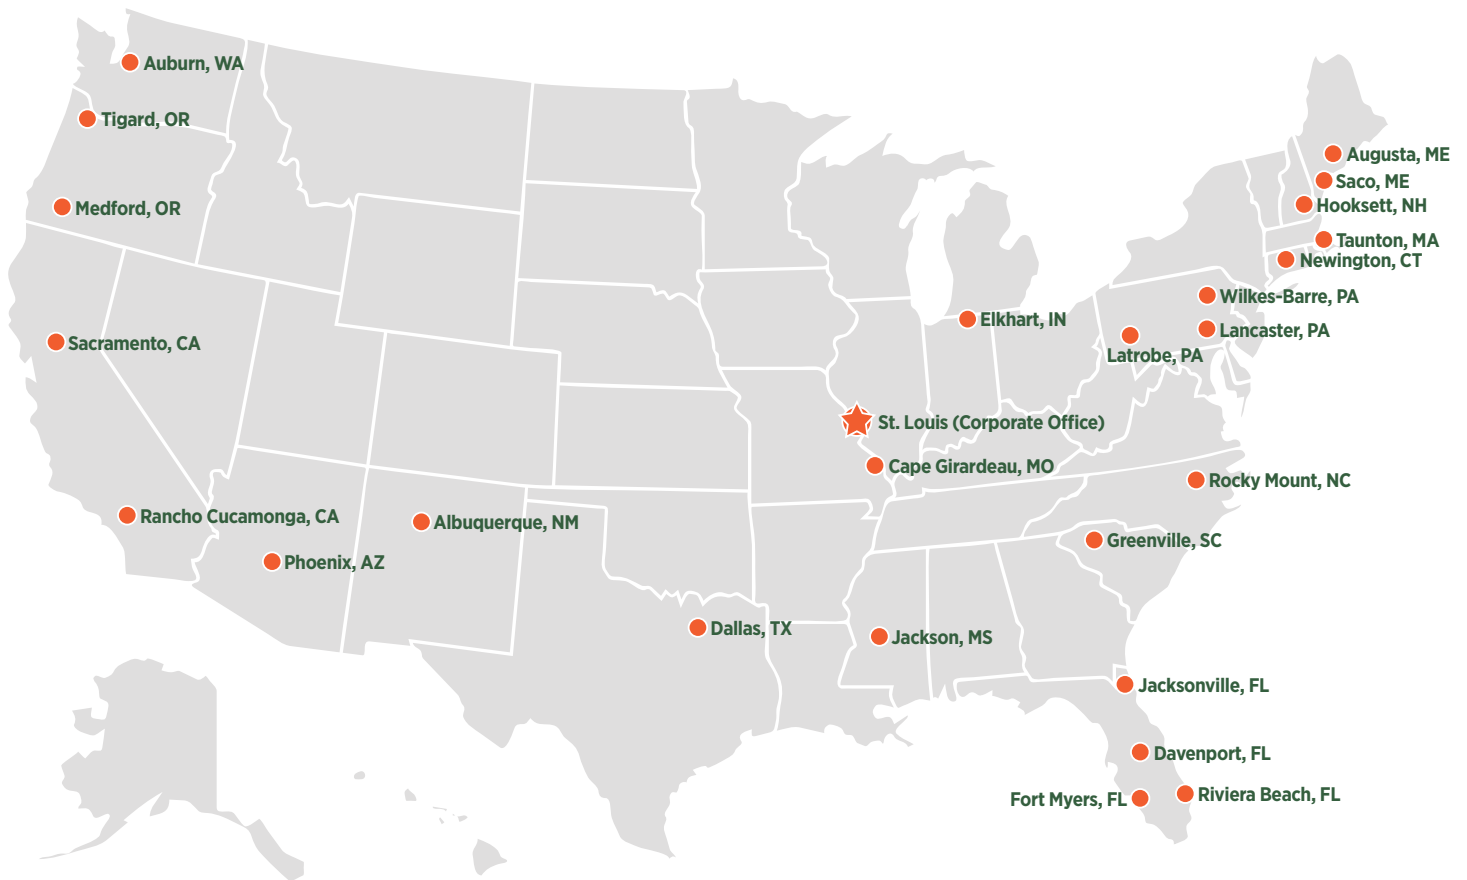 Auburn, WA
Tigard, OR
Augusta, ME
Saco, ME
Hooksett, NH
Medford, OR
Taunton, MA
Newington, CT
Wilkes-Barre, PA
Elkhart, IN
Lancaster, PA
Sacramento, CA
Latrobe, PA
St. Louis (Corporate Office)
Cape Girardeau, MO
Rocky Mount, NC
Rancho Cucamonga, CA
Albuquerque, NM
Greenville, SC
Phoenix, AZ
Dallas, TX
Jackson, MS
Jacksonville, FL
Davenport, FL
Riviera Beach, FL
Fort Myers, FL